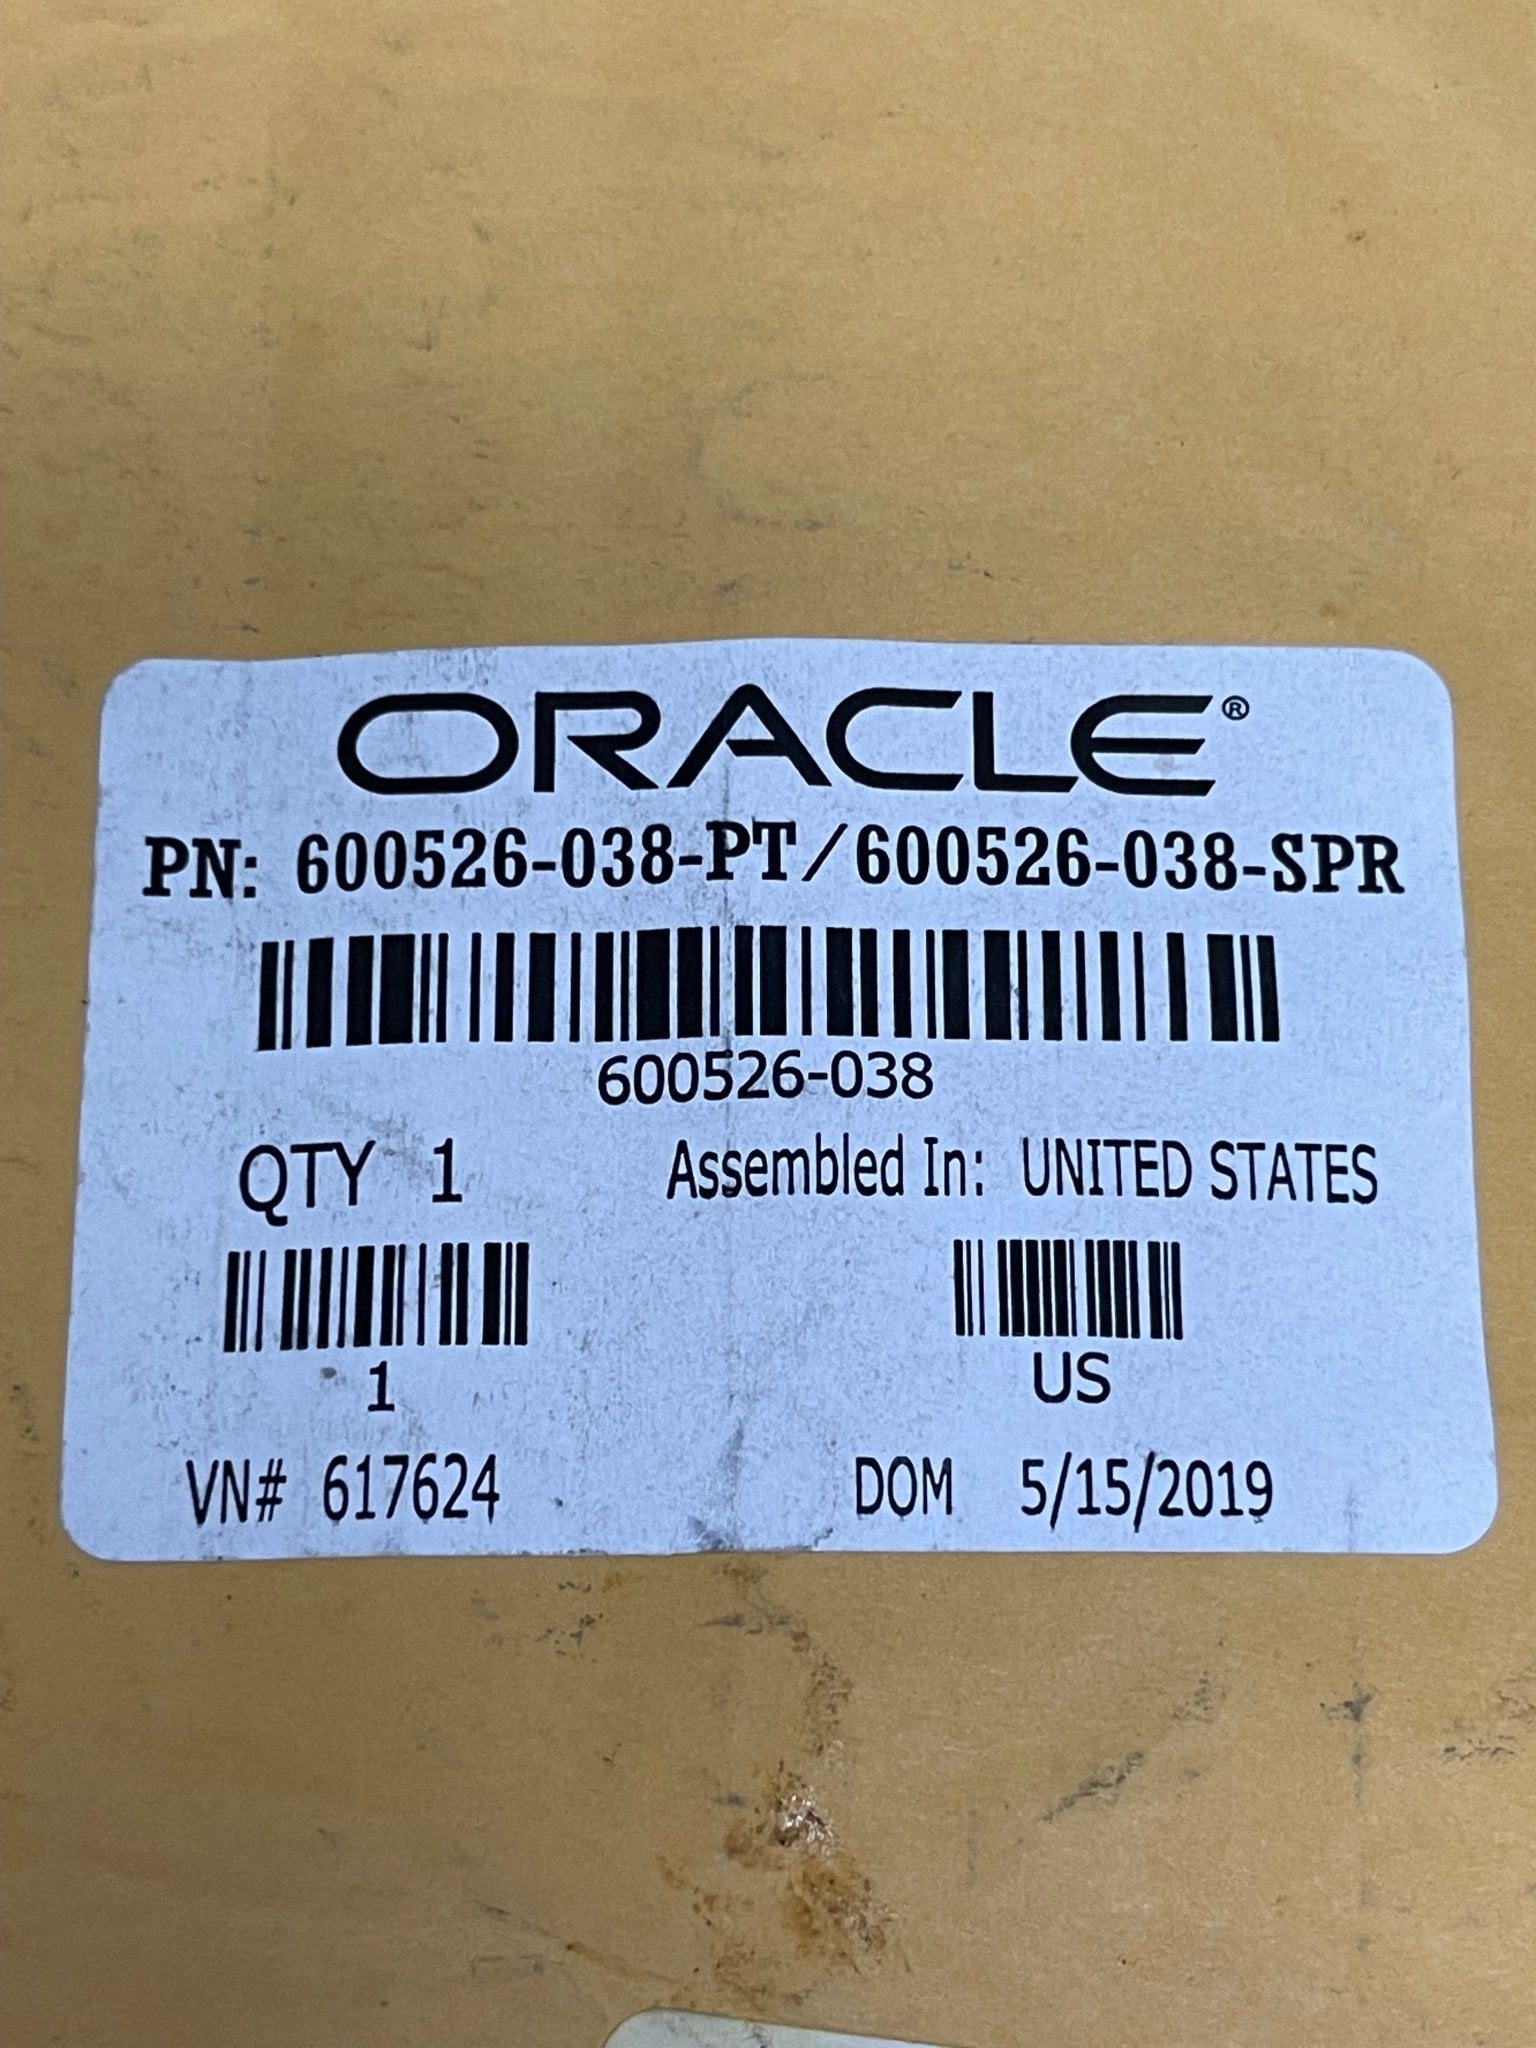 ORACLE®
PN: 600526-038-PT/600526-038-SPR
600526-038
QTY 1 Assembled In: UNITED STATES
1 US
VN# 617624 DOM 5/15/2019